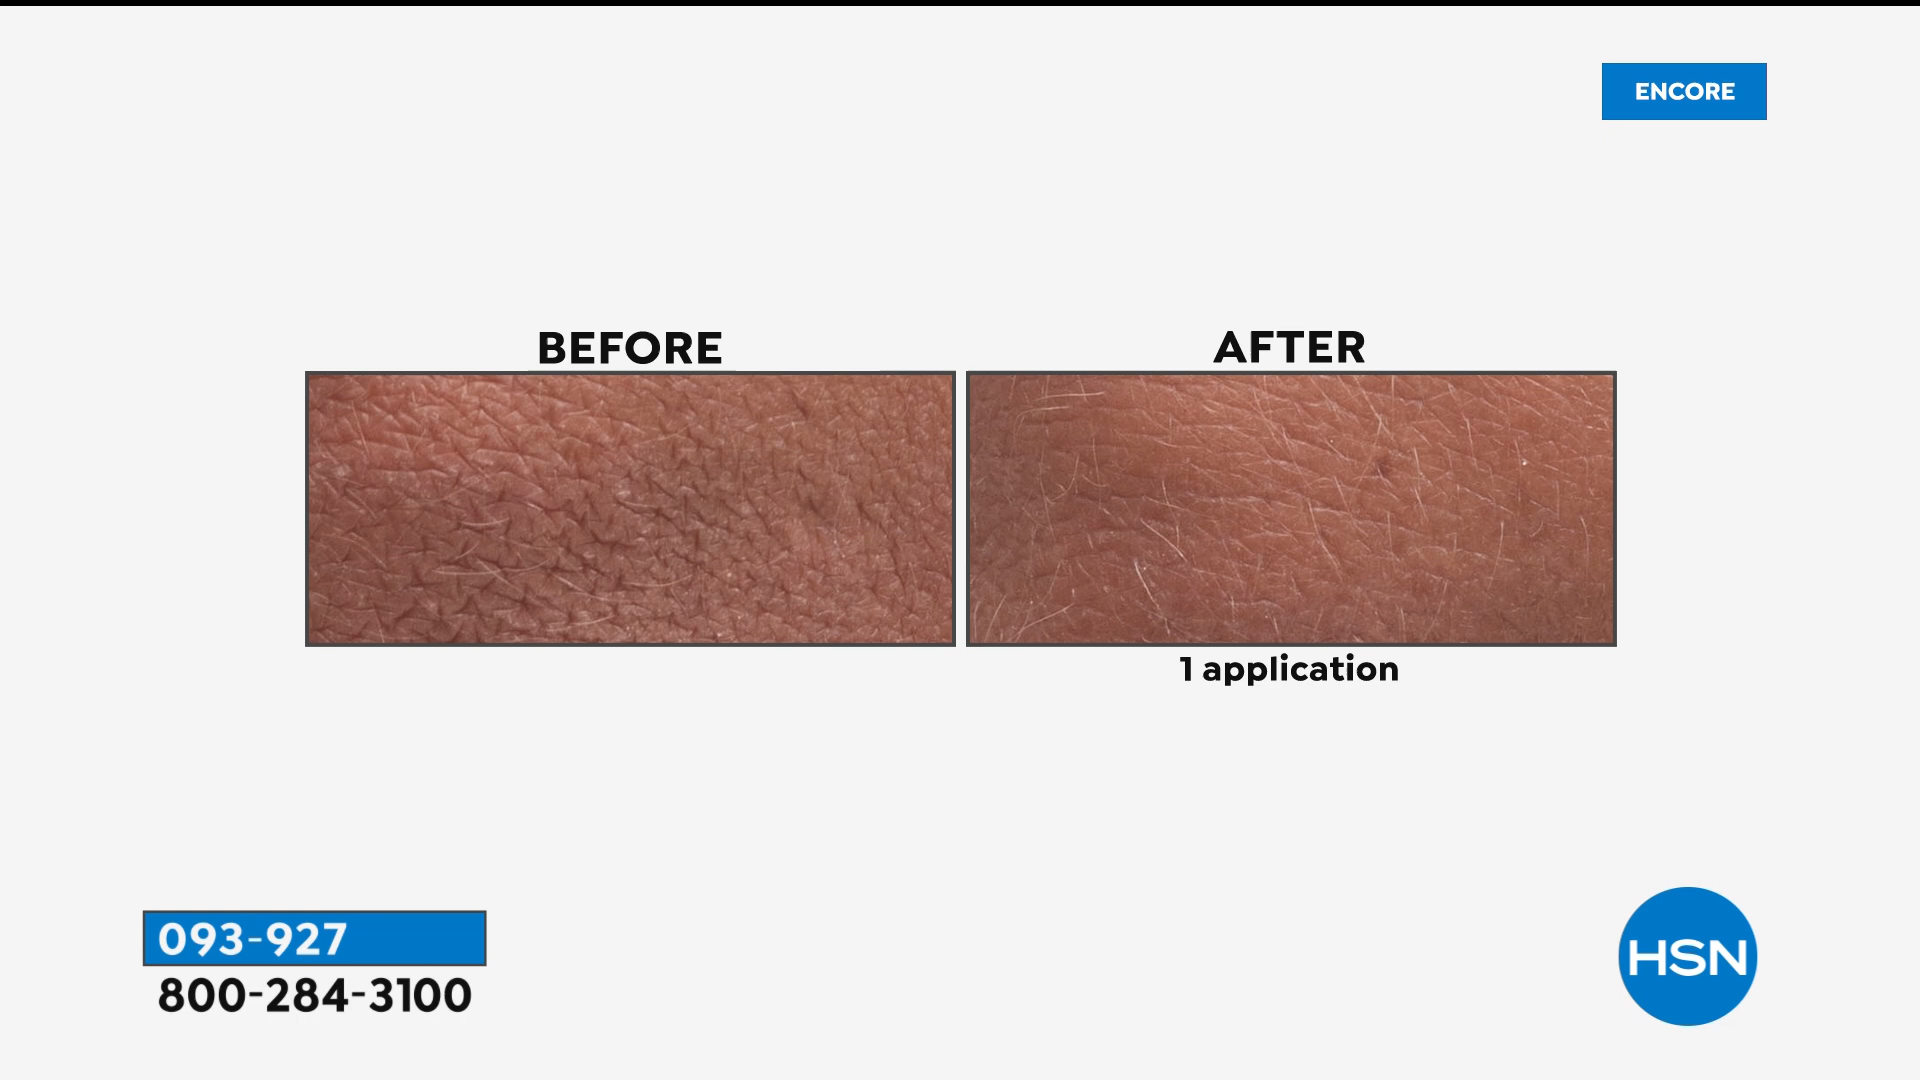 ENCORE
BEFORE
AFTER
1 application
093-927
800-284-3100
HSN